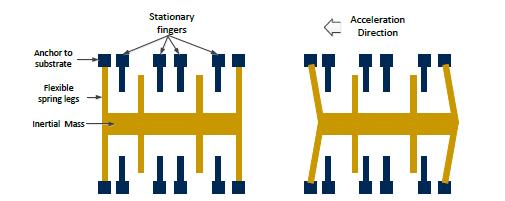 Stationary
fingers
Acceleration
Direction
Anchor to
substrate
Flexible
spring legs
Inertial Mass